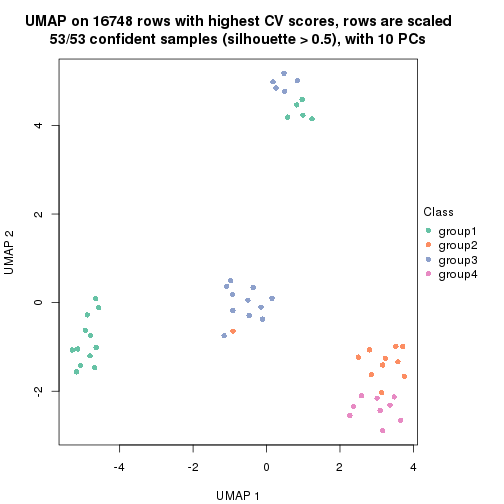 UMAP on 16748 rows with highest CV scores, rows are scaled
53/53 confident samples (silhouette > 0.5), with 10 PCs
4
2
0
-2
UMAP 2
-4
-2
0
2
4
UMAP 1
Class
group1
group2
group3
group4